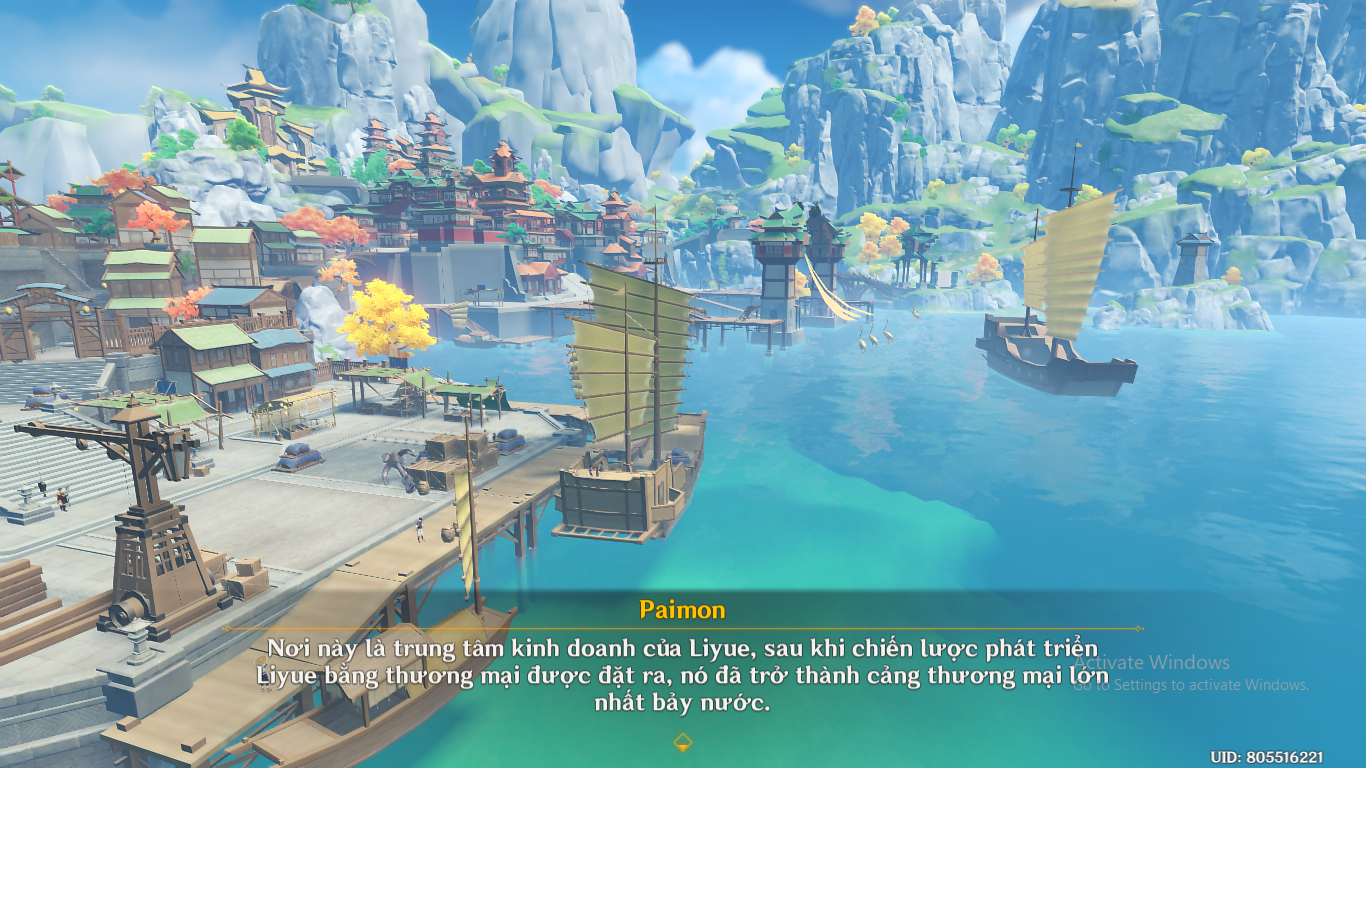 Paimon
Nơi này là trung tâm kinh doanh của Liyue, sau khi chiến lược phát triển
Liyue bằng thương mại được đặt ra, nó đã trở thành cảng thương mại lớn
nhất bảy nước.
Activate Windows
Go to Settings to activate Windows.
UID: 805516221